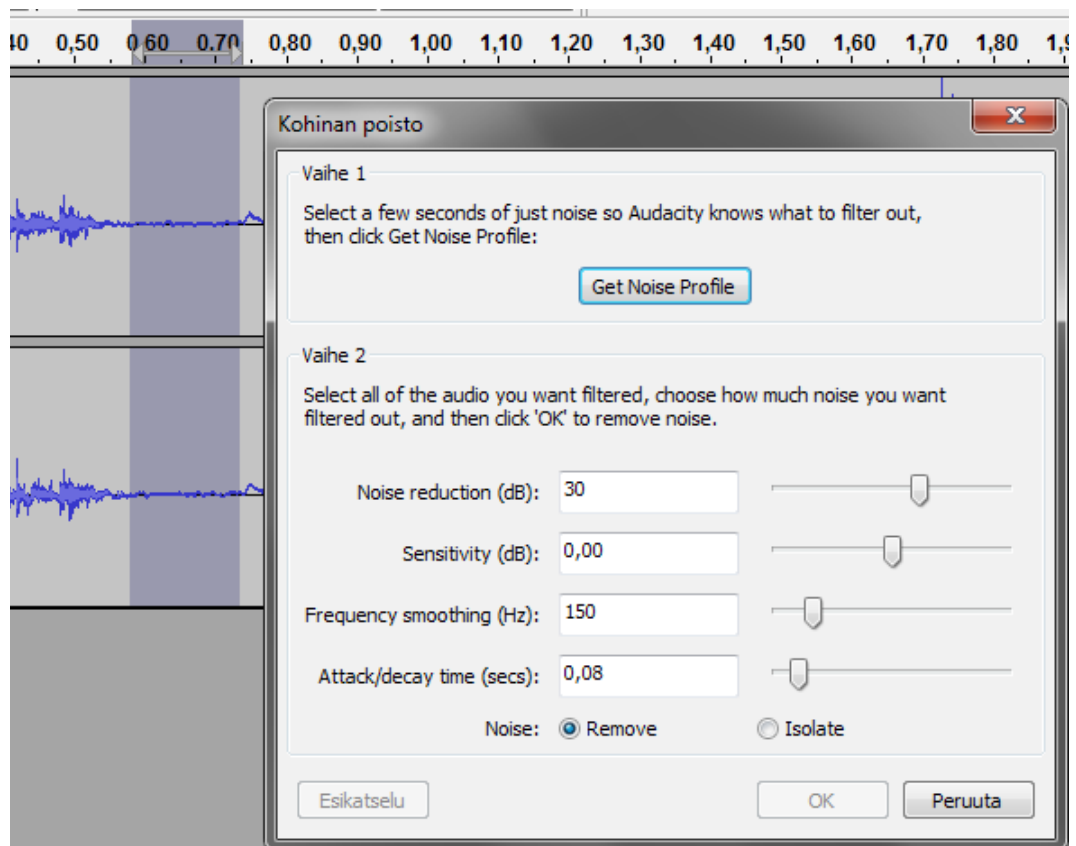 40 0,50 0,60 0,70 0,80 0,90 1,00 1,10 1,20 1,30 1,40 1,50 1,60 1,70 1,80 1,9
Kohinan poisto
Vaihe 1
Select a few seconds of just noise so Audacity knows what to filter out,
then click Get Noise Profile:
Get Noise Profile
Vaihe 2
Select all of the audio you want filtered, choose how much noise you want
filtered out, and then click 'OK' to remove noise.
Noise reduction (dB): 30
Sensitivity (dB): 0,00
Frequency smoothing (Hz): 150
Attack/decay time (secs): 0,08
Noise: Remove Isolate
Esikatselu OK Peruuta